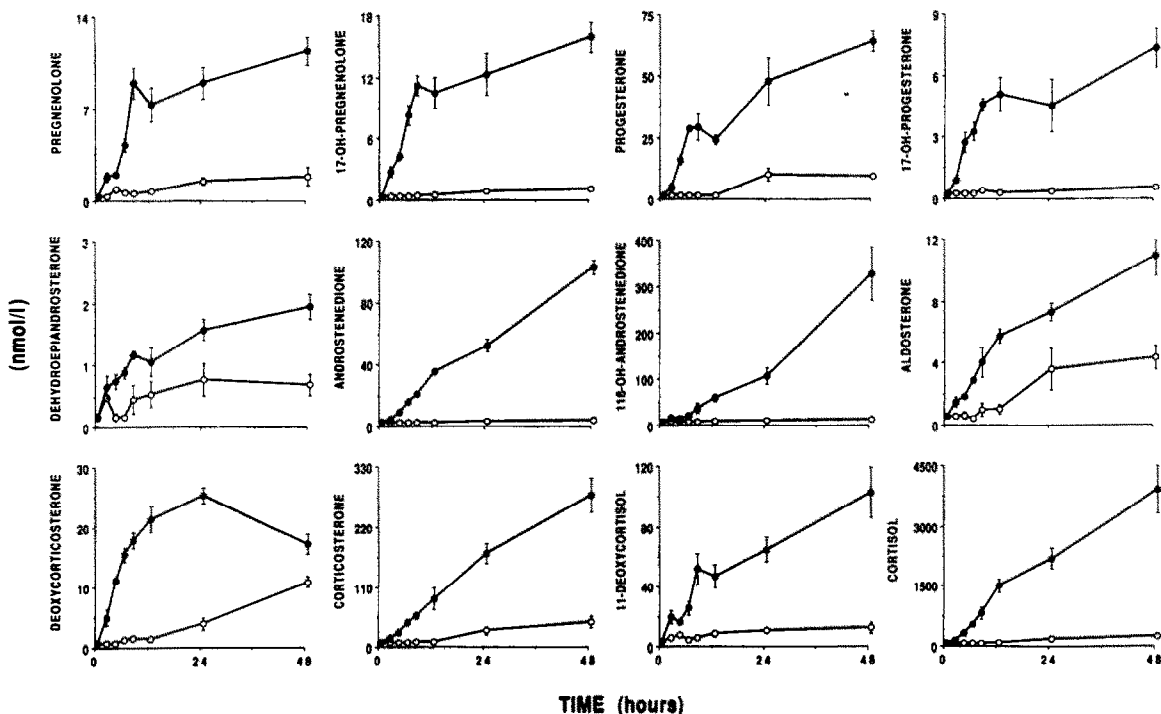 (nmol/l)
PREGNENOLONE
14
7
0
17-OH-PREGNENOLONE
18
12
6
0
PROGESTERONE
75
50
25
0
17-OH-PROGESTERONE
9
6
3
0
DEHYDROEPIANDROSTERONE
3
2
1
0
ANDROSTENEDIONE
120
80
40
0
11B-OH-ANDROSTENEDIONE
400
300
200
100
0
ALDOSTERONE
12
8
4
0
DEOXYCORTICOSTERONE
30
20
10
0
0 24 48
CORTICOSTERONE
330
220
110
0
0 24 48
11-DEOXYCORTISOL
120
80
40
0
0 24 48
CORTISOL
4500
3000
1500
0
0 24 48
TIME (hours)